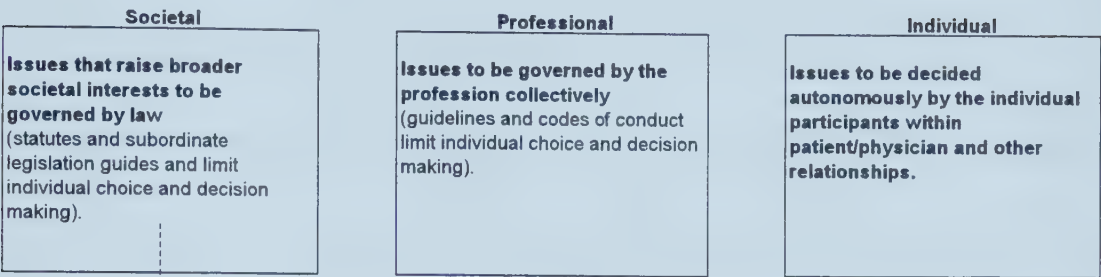 Societal
Issues that raise broader
societal interests to be
governed by law
(statutes and subordinate
legislation guides and limit
individual choice and decision
making).
Professional
Issues to be governed by the
profession collectively
(guidelines and codes of conduct
limit individual choice and decision
making).
Individual
Issues to be decided
autonomously by the individual
participants within
patient/physician and other
relationships.